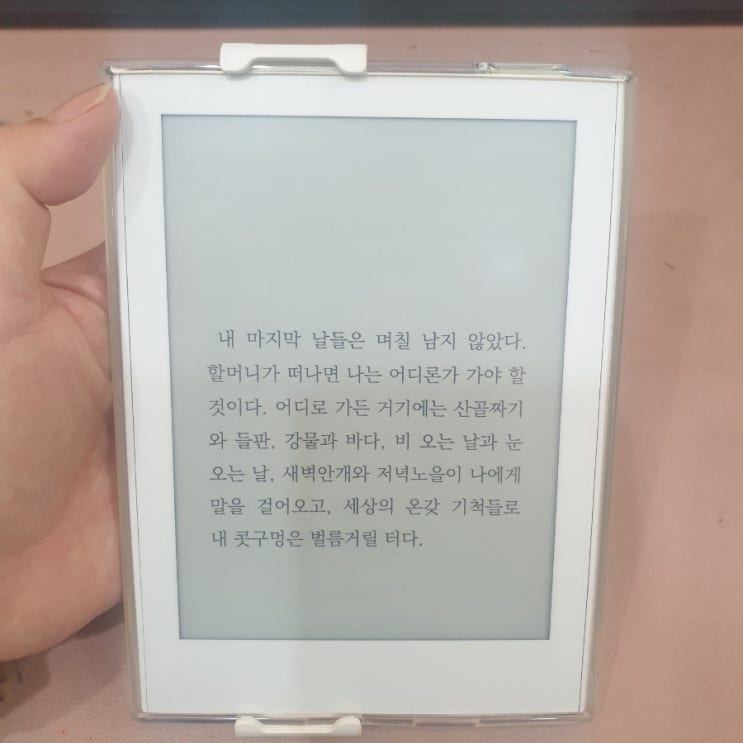 내 마지막 날들은 며칠 남지 않았다.
할머니가 떠나면 나는 어디론가 가야 할
것이다. 어디로 가든 거기에는 산골짜기
와 들판, 강물과 바다, 비 오는 날과 눈
오는 날, 새벽안개와 저녁노을이 나에게
말을 걸어오고, 세상의 온갖 기척들로
내 콧구멍은 벌름거릴 터다.